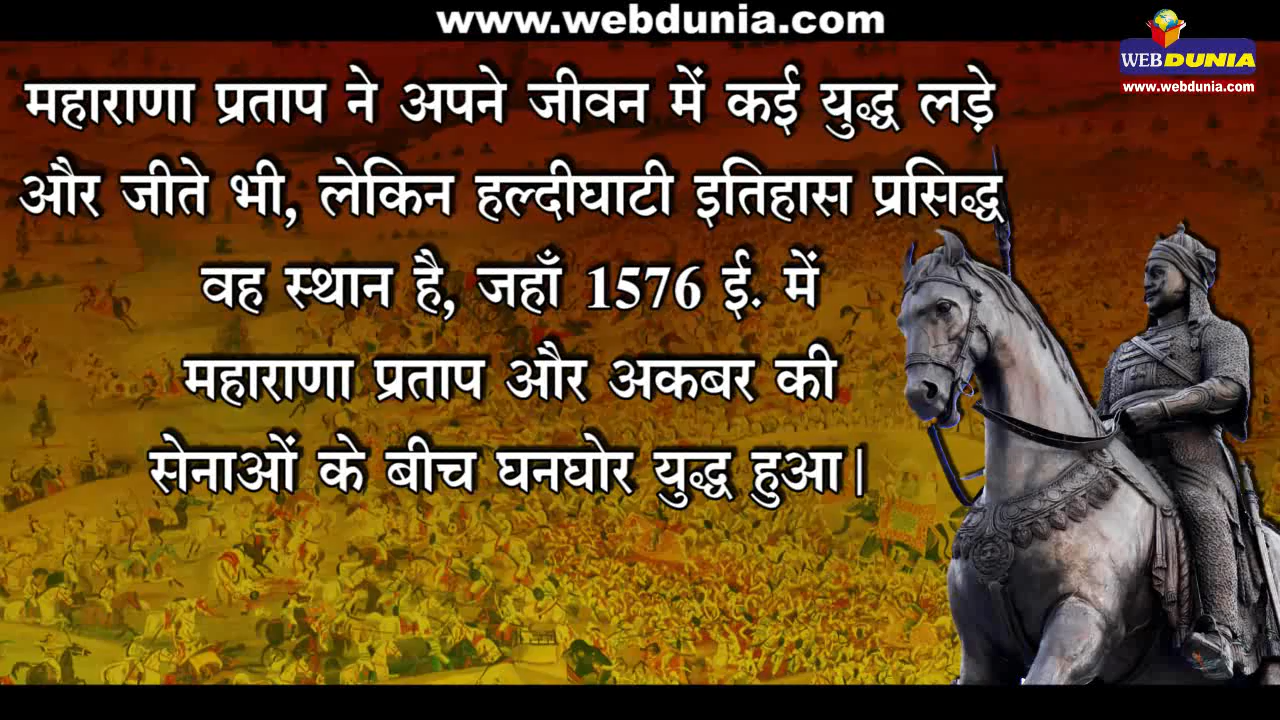 www.webdunia.com
WEBDUNIA
www.webdunia.com
महाराणा प्रताप ने अपने जीवन में कई युद्ध लड़े
और जीते भी, लेकिन हल्दीघाटी इतिहास प्रसिद्ध
वह स्थान है, जहाँ 1576 ई. में
महाराणा प्रताप और अकबर की
सेनाओं के बीच घनघोर युद्ध हुआ|